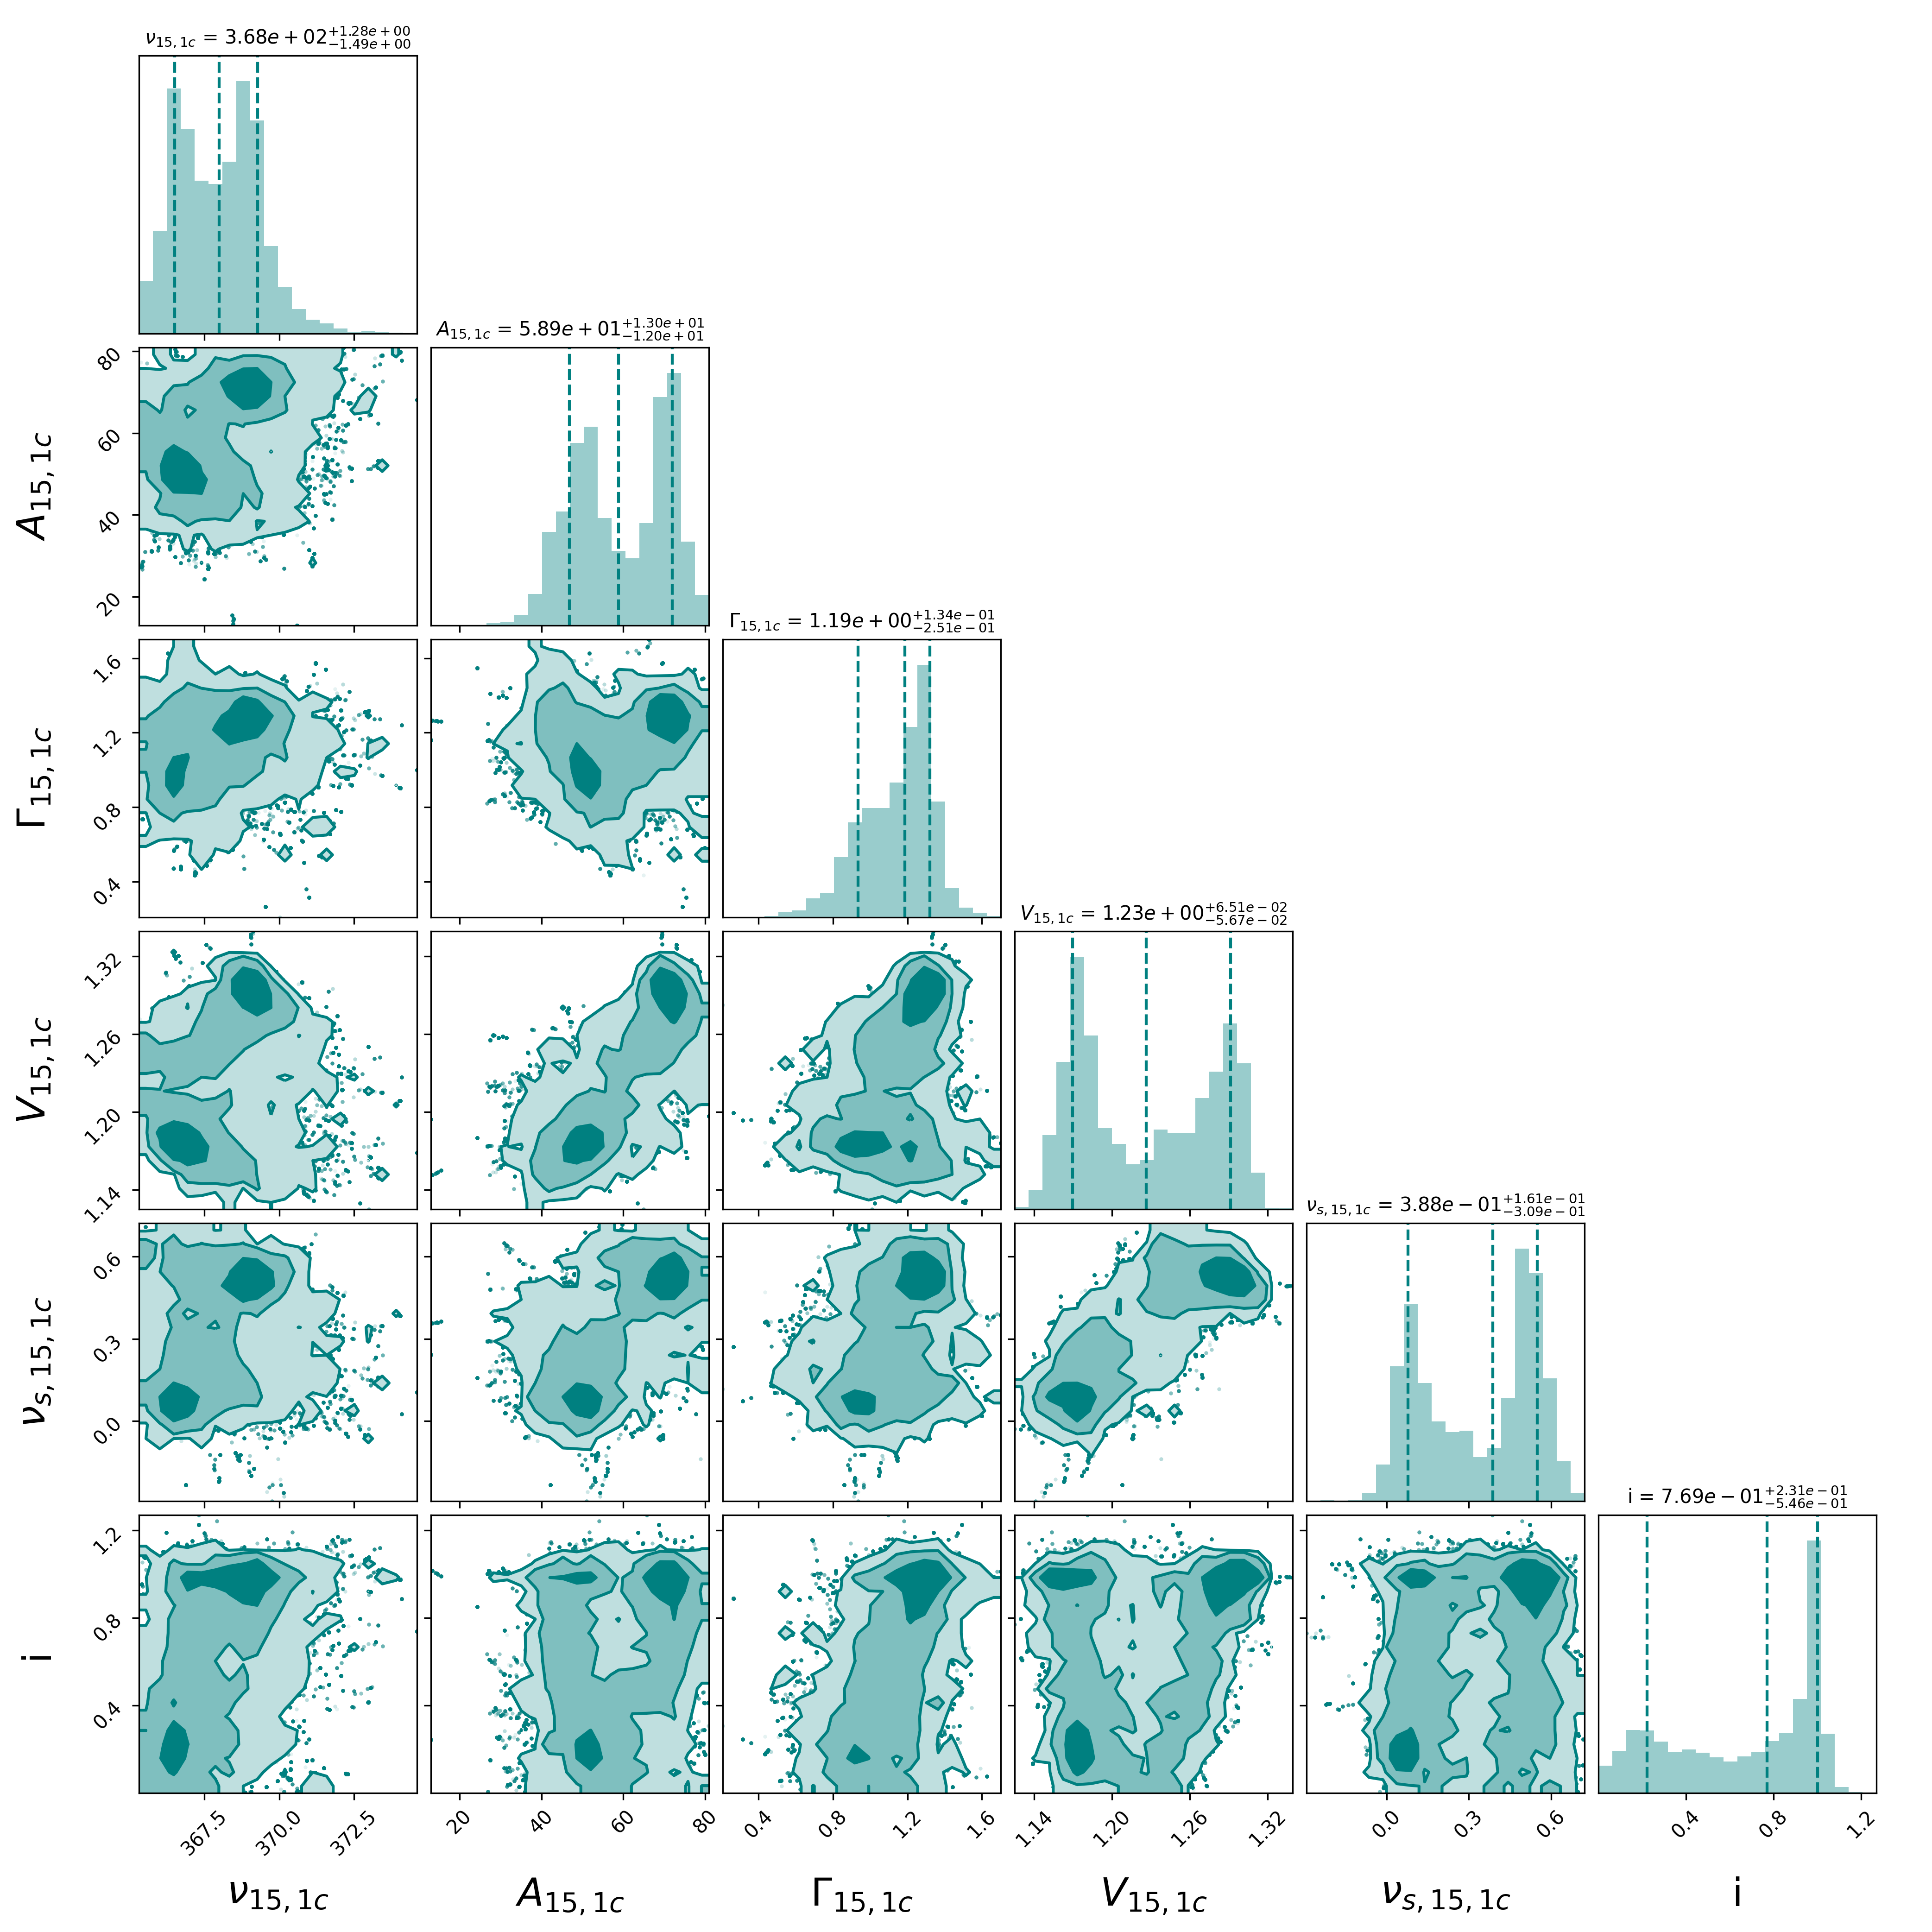 ν15,1c = 3.68e + 02 +1.28e + 00 −1.49e + 00
A15,1c = 5.89e + 01 +1.30e + 01 −1.20e + 01
80
60
40
20
A15,1c
Γ15,1c = 1.19e + 00 +1.34e − 01 −2.51e − 01
1.6
1.2
0.8
0.4
Γ15,1c
V15,1c = 1.23e + 00 +6.51e − 02 −5.67e − 02
1.32
1.26
1.20
1.14
V15,1c
νs,15,1c = 3.88e − 01 +1.61e − 01 −3.09e − 01
0.6
0.3
0.0
νs,15,1c
i = 7.69e − 01 +2.31e − 01 −5.46e − 01
1.2
0.8
0.4
i
367.5 370.0 372.5 20 40 60 80 0.4 0.8 1.2 1.6 1.14 1.20 1.26 1.32 0.0 0.3 0.6 0.4 0.8 1.2
ν15,1c A15,1c Γ15,1c V15,1c νs,15,1c i